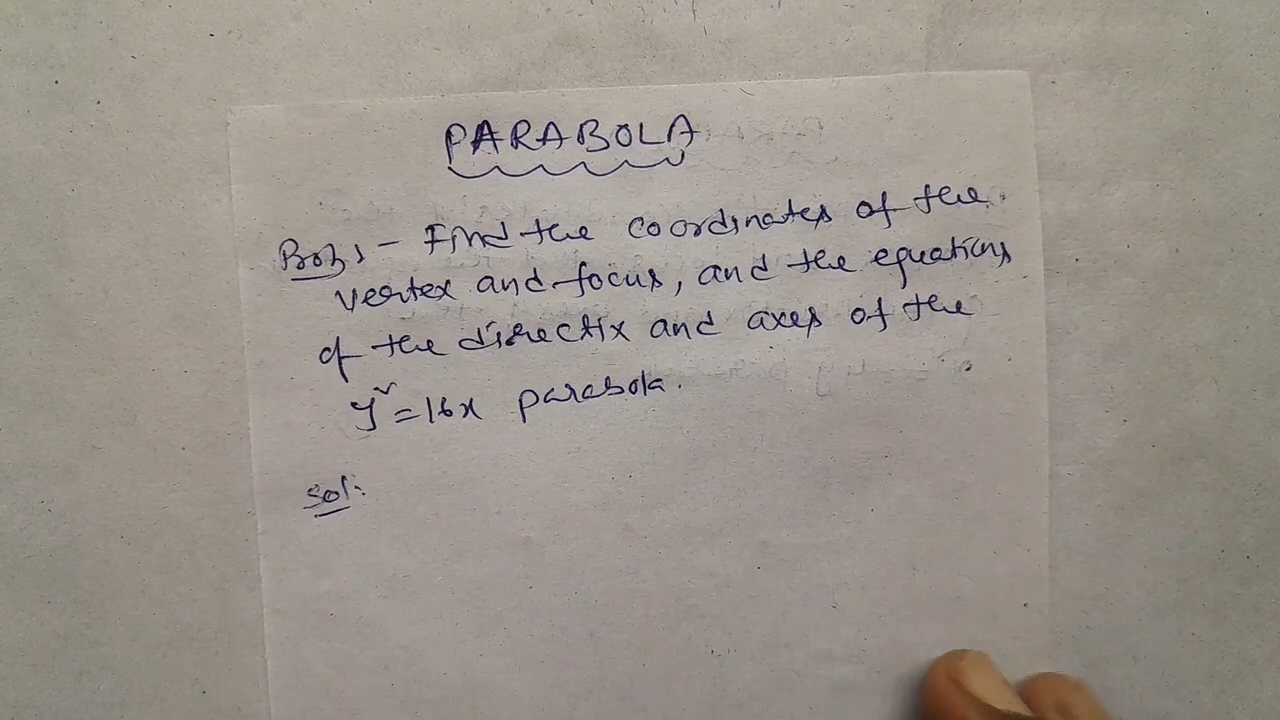 PARABOLA
Prob:- Find the coordinates of the
vertex and focus, and the equations
of the directix and axes of the
y² = 16x parabola.
Sol: